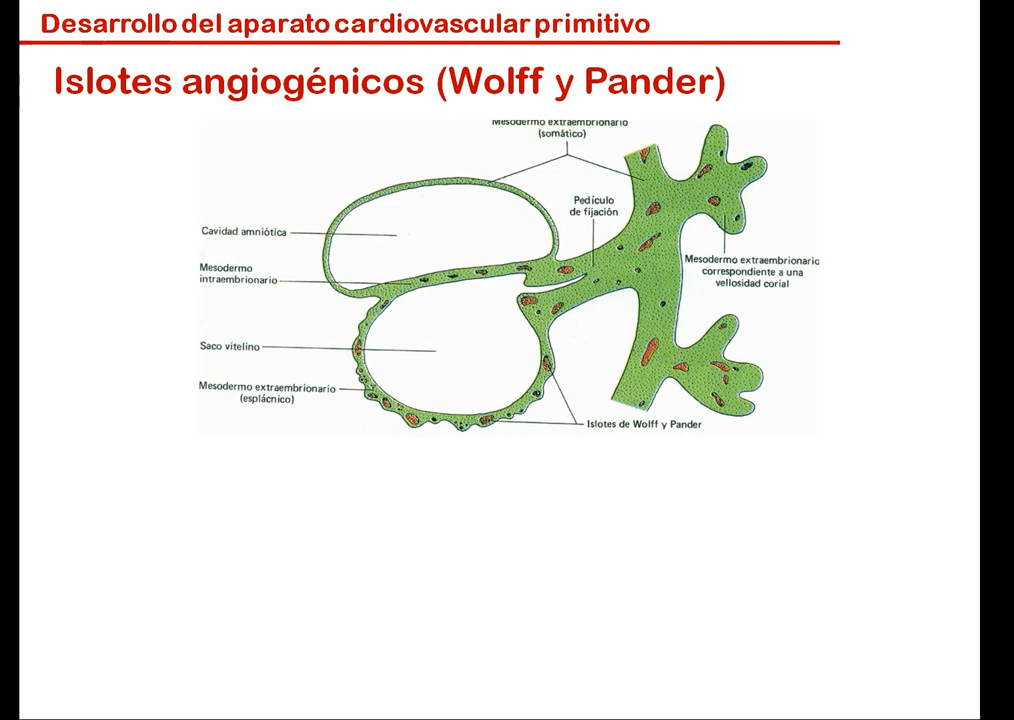 Desarrollo del aparato cardiovascular primitivo
Islotes angiogénicos (Wolff y Pander)
Mesodermo extraembrionario
(somático)
Pedículo
de fijación
Cavidad amniótica
Mesodermo
intraembrionario
Mesodermo extraembrionario
correspondiente a una
vellosidad corial
Saco vitelino
Mesodermo extraembrionario
(esplácnico)
Islotes de Wolff y Pander